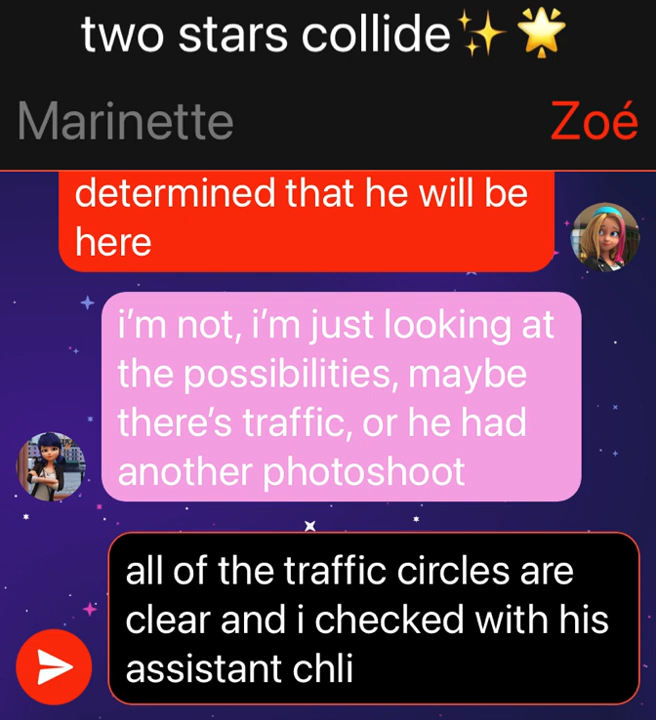 two stars collide✨🌟
Marinette Zoé
determined that he will be
here
i'm not, i'm just looking at
the possibilities, maybe
there's traffic, or he had
another photoshoot
all of the traffic circles are
clear and i checked with his
assistant chli